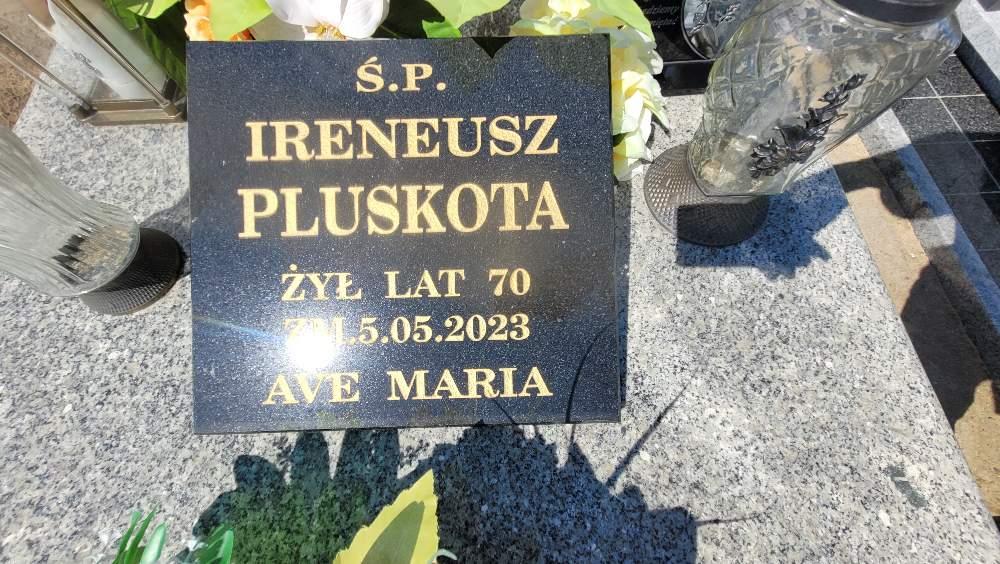 Ś.P.
IRENEUSZ
PLUSKOTA
ŻYŁ LAT 70
ZM.5.05.2023
AVE MARIA